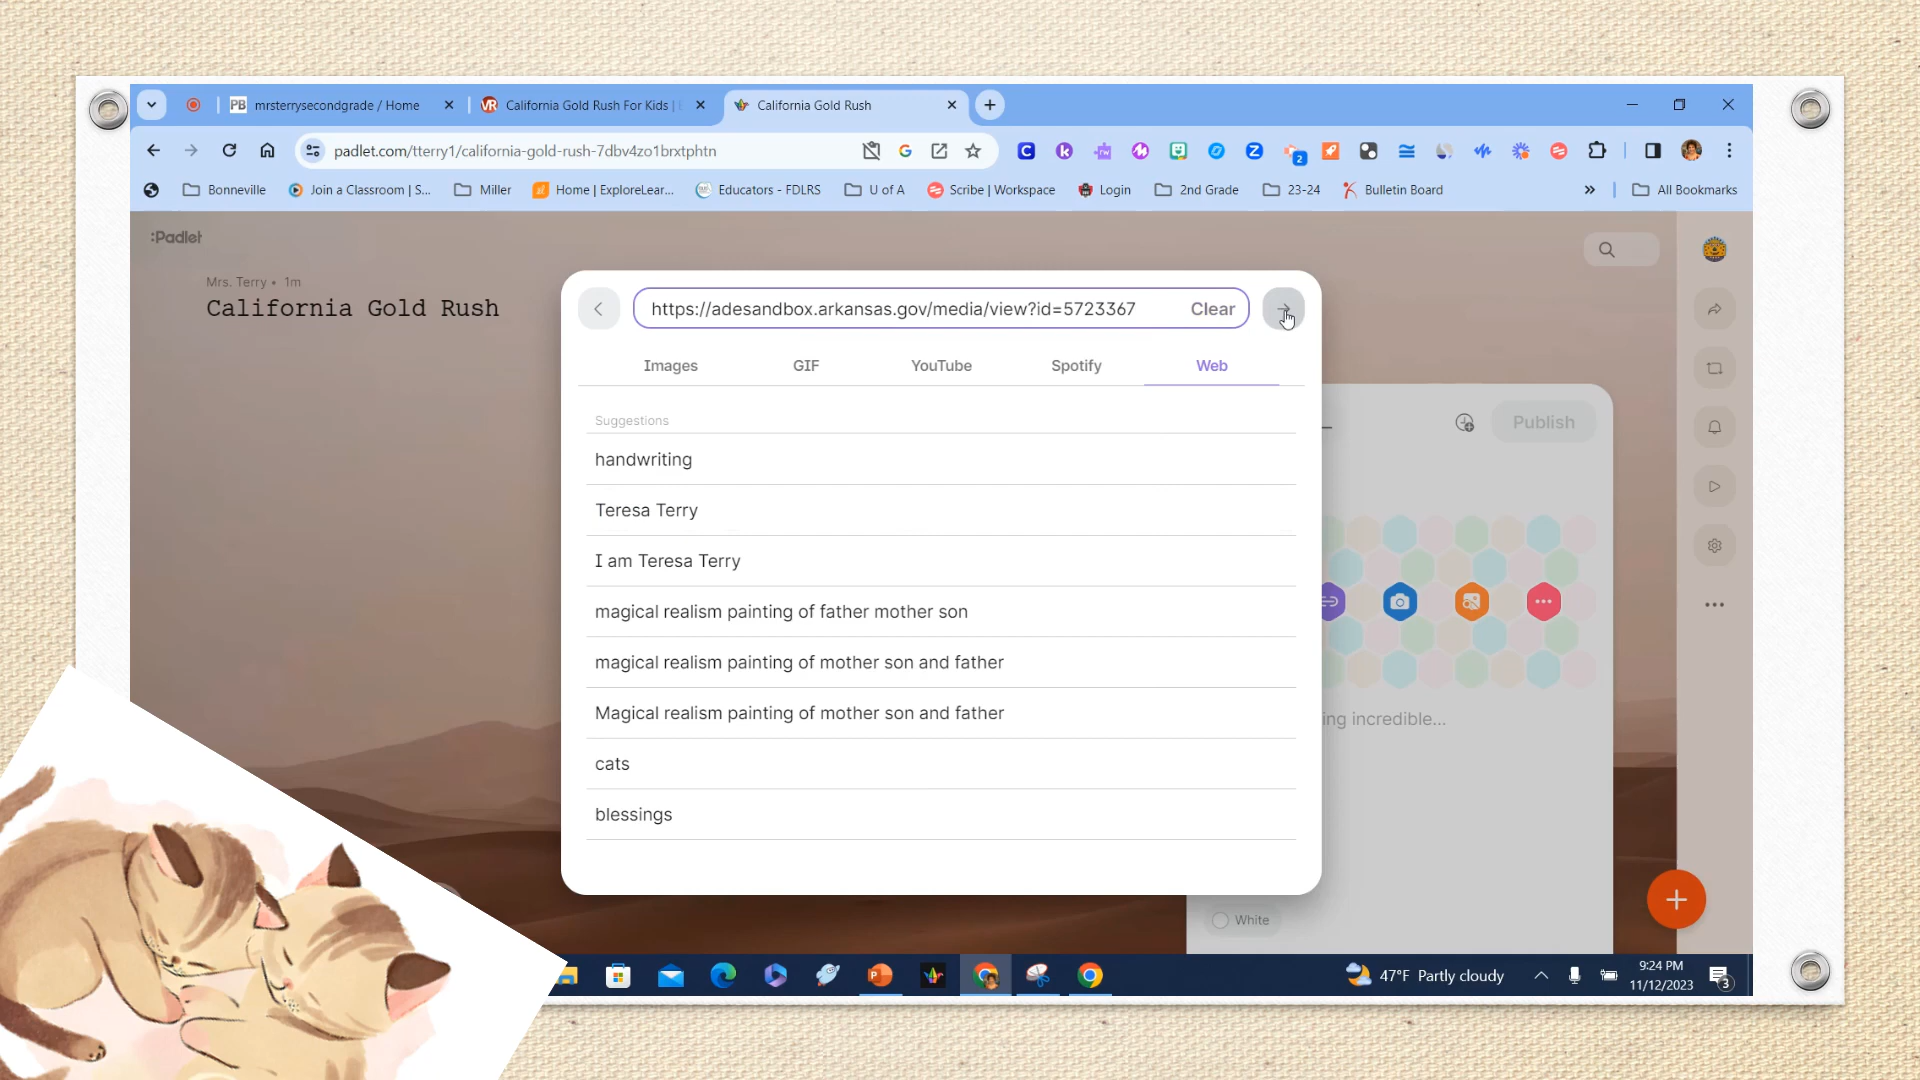 PB mrsterrysecondgrade / Home
VR California Gold Rush For Kids |
California Gold Rush
padlet.com/tterry1/california-gold-rush-7dbv4zo1brxtphtn
Bonneville
Join a Classroom | S...
Miller
Home | ExploreLear...
Educators - FDLRS
U of A
Scribe | Workspace
Login
2nd Grade
23-24
Bulletin Board
»
All Bookmarks
:Padlet
Mrs. Terry • 1m
California Gold Rush
https://adesandbox.arkansas.gov/media/view?id=5723367 Clear
Images GIF YouTube Spotify Web
Suggestions
handwriting
Teresa Terry
I am Teresa Terry
magical realism painting of father mother son
magical realism painting of mother son and father
Magical realism painting of mother son and father
cats
blessings
Publish
ing incredible...
White
47°F Partly cloudy
9:24 PM
11/12/2023
3